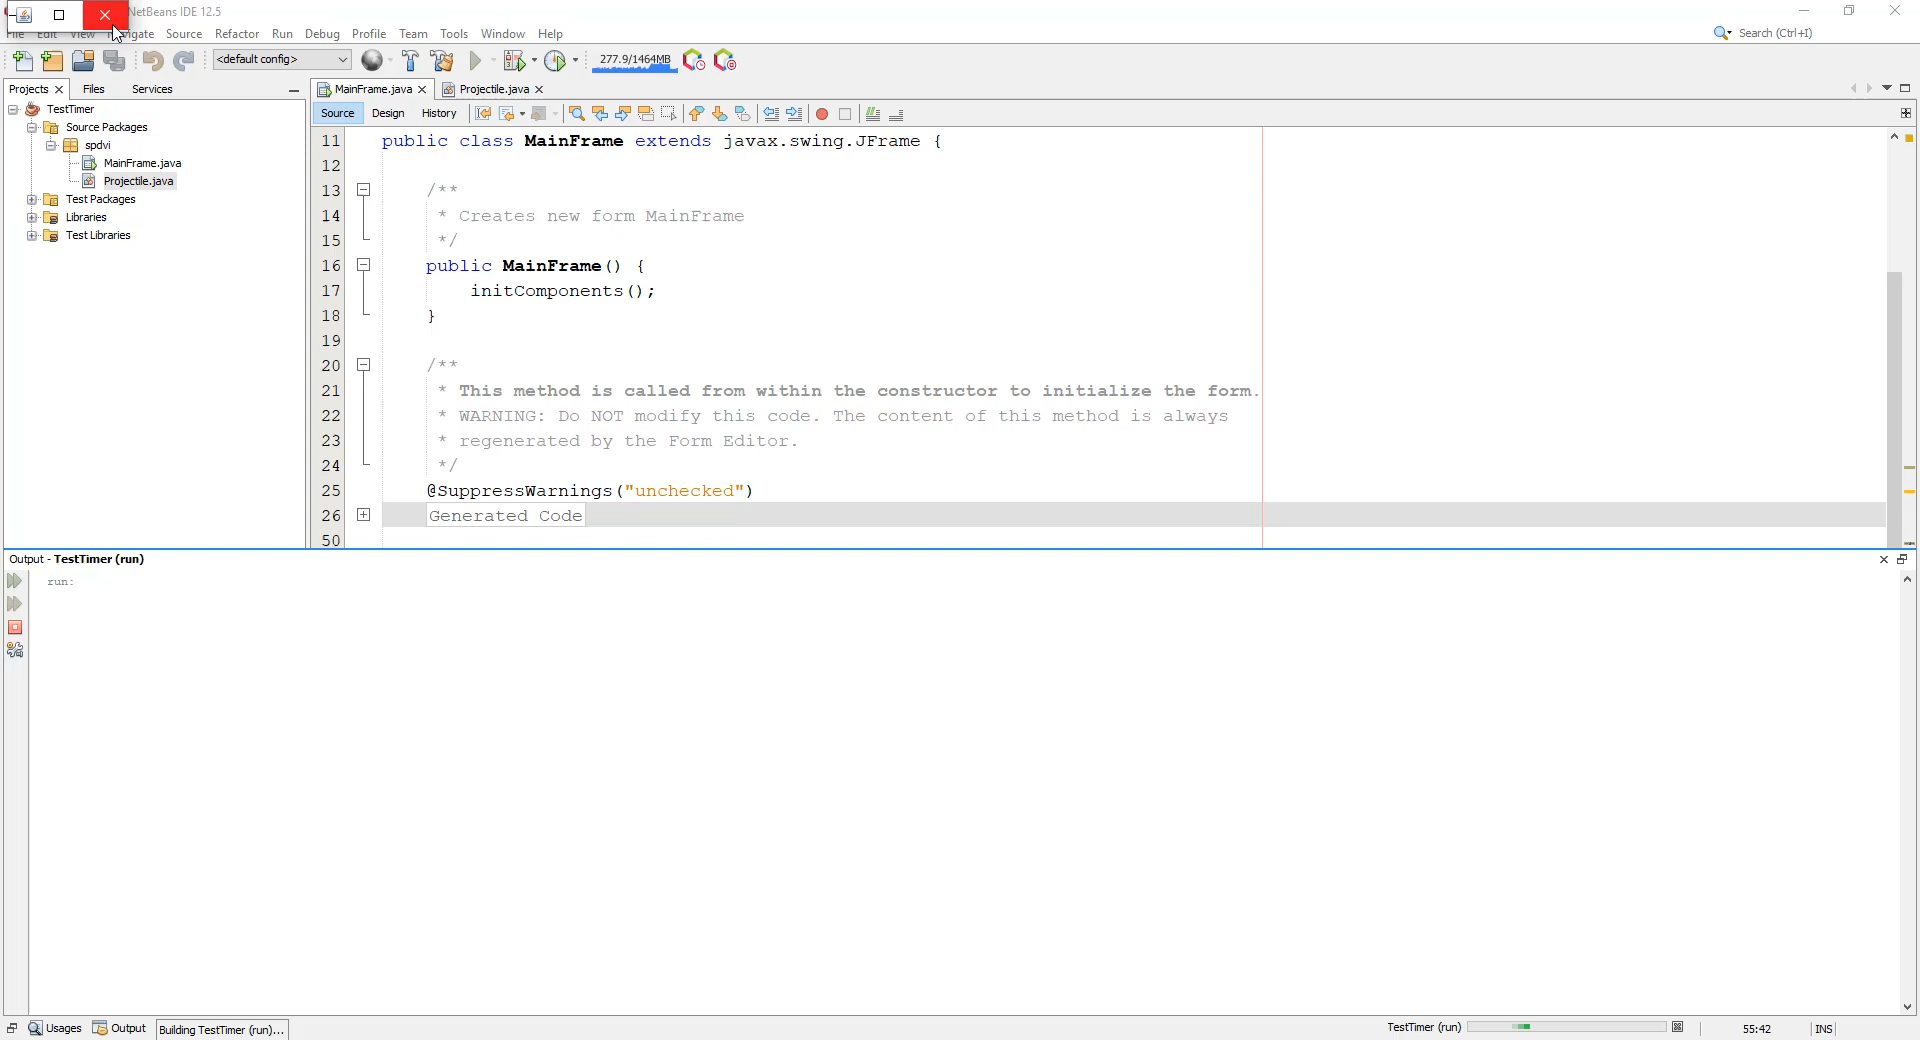 NetBeans IDE 12.5
File Edit View Navigate Source Refactor Run Debug Profile Team Tools Window Help
Search (Ctrl+I)
<default config>
277.9/1464MB
Projects Files Services
MainFrame.java Projectile.java
TestTimer
Source Packages
spdvi
MainFrame.java
Projectile.java
Test Packages
Libraries
Test Libraries
Source Design History
11 public class MainFrame extends javax.swing.JFrame {
12
13 /**
14 * Creates new form MainFrame
15 */
16 public MainFrame() {
17 initComponents();
18 }
19
20 /**
21 * This method is called from within the constructor to initialize the form.
22 * WARNING: Do NOT modify this code. The content of this method is always
23 * regenerated by the Form Editor.
24 */
25 @SuppressWarnings("unchecked")
26 Generated Code
50
Output - TestTimer (run)
run:
Usages Output Building TestTimer (run)...
TestTimer (run)
55:42
INS